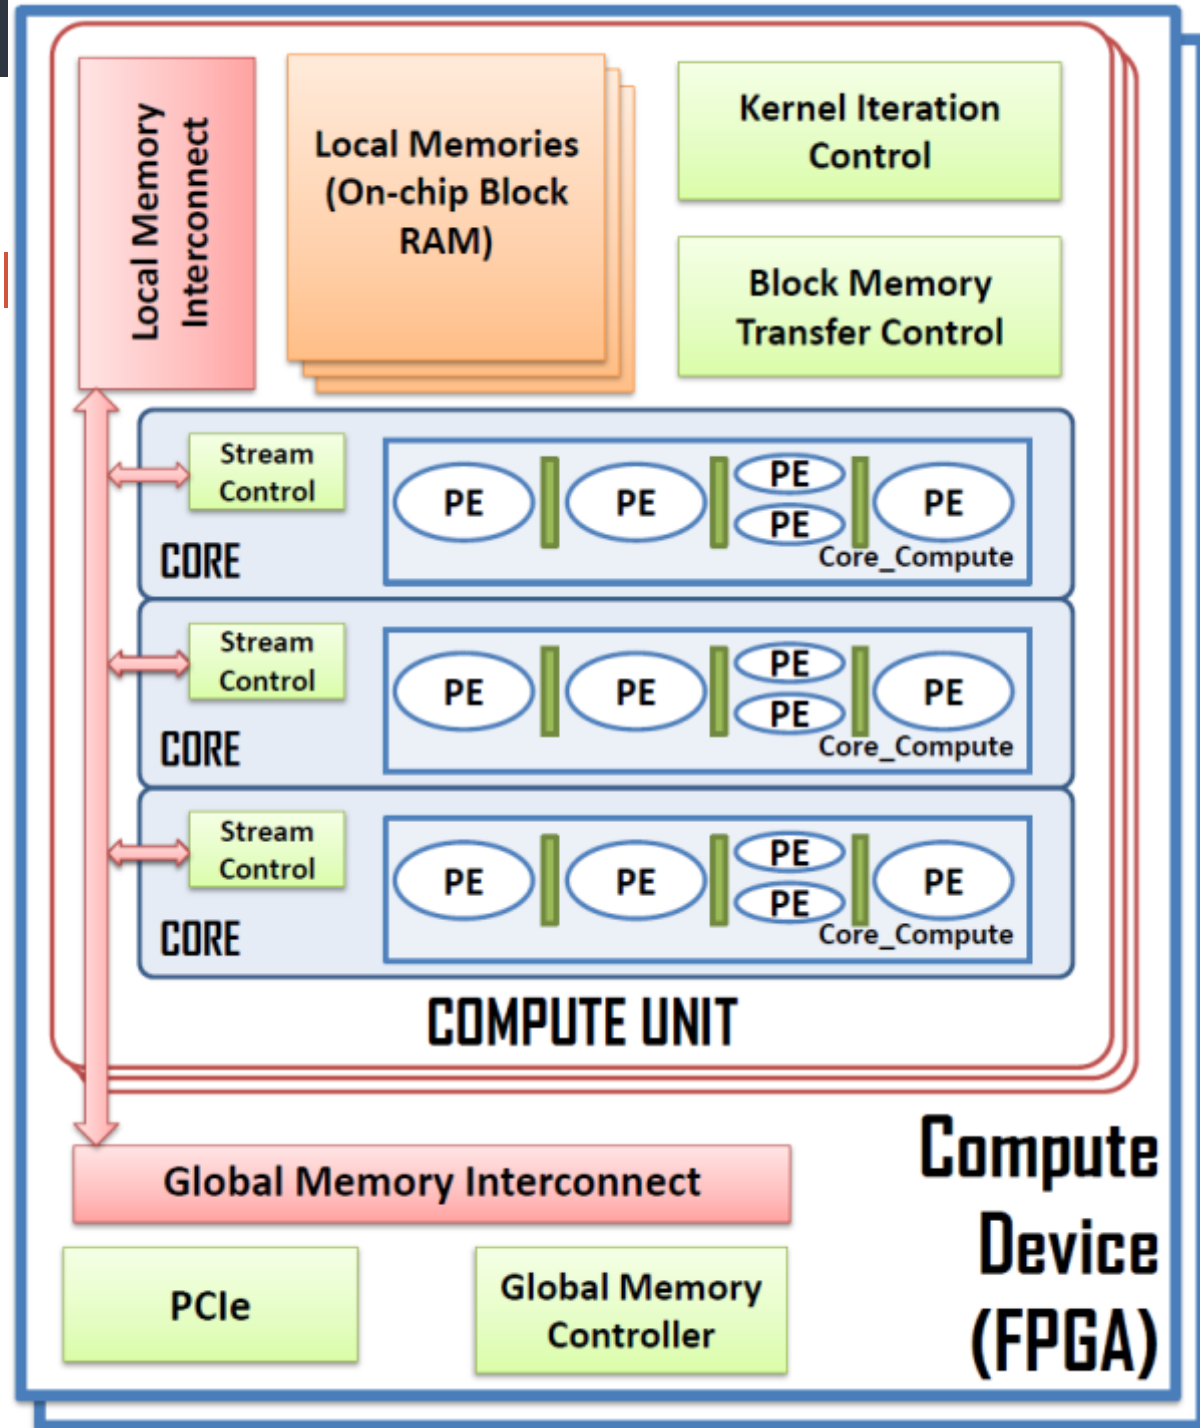 Local Memory
Interconnect
Local Memories
(On-chip Block
RAM)
Kernel Iteration
Control
Block Memory
Transfer Control
Stream
Control
CORE
PE
PE
PE
PE
PE
Core_Compute
Stream
Control
CORE
PE
PE
PE
PE
PE
Core_Compute
Stream
Control
CORE
PE
PE
PE
PE
PE
Core_Compute
COMPUTE UNIT
Global Memory Interconnect
PCIe
Global Memory
Controller
Compute
Device
(FPGA)